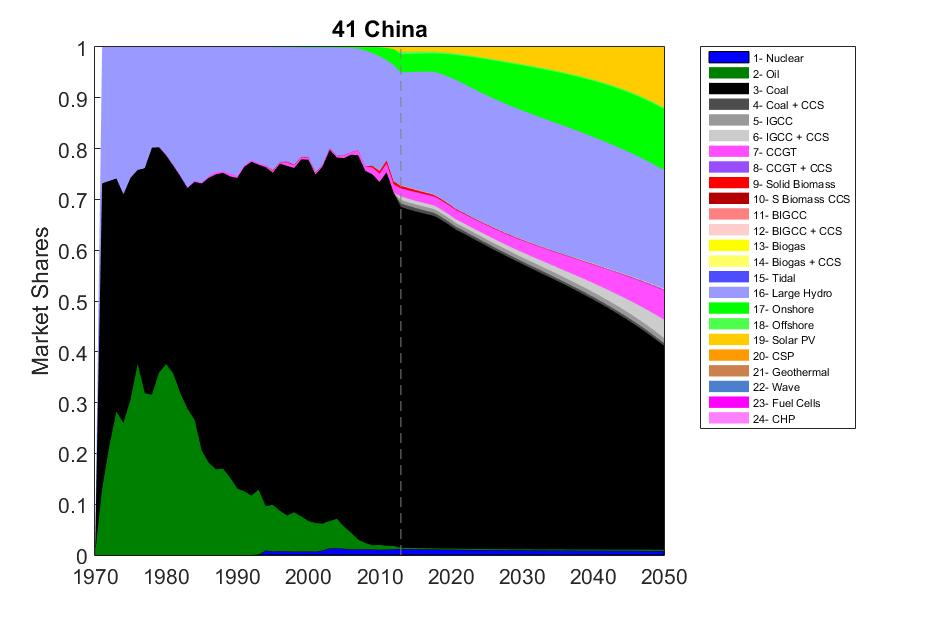 41 China
Market Shares
1
0.9
0.8
0.7
0.6
0.5
0.4
0.3
0.2
0.1
0
1970 1980 1990 2000 2010 2020 2030 2040 2050
1- Nuclear
2- Oil
3- Coal
4- Coal + CCS
5- IGCC
6- IGCC + CCS
7- CCGT
8- CCGT + CCS
9- Solid Biomass
10- S Biomass CCS
11- BIGCC
12- BIGCC + CCS
13- Biogas
14- Biogas + CCS
15- Tidal
16- Large Hydro
17- Onshore
18- Offshore
19- Solar PV
20- CSP
21- Geothermal
22- Wave
23- Fuel Cells
24- CHP